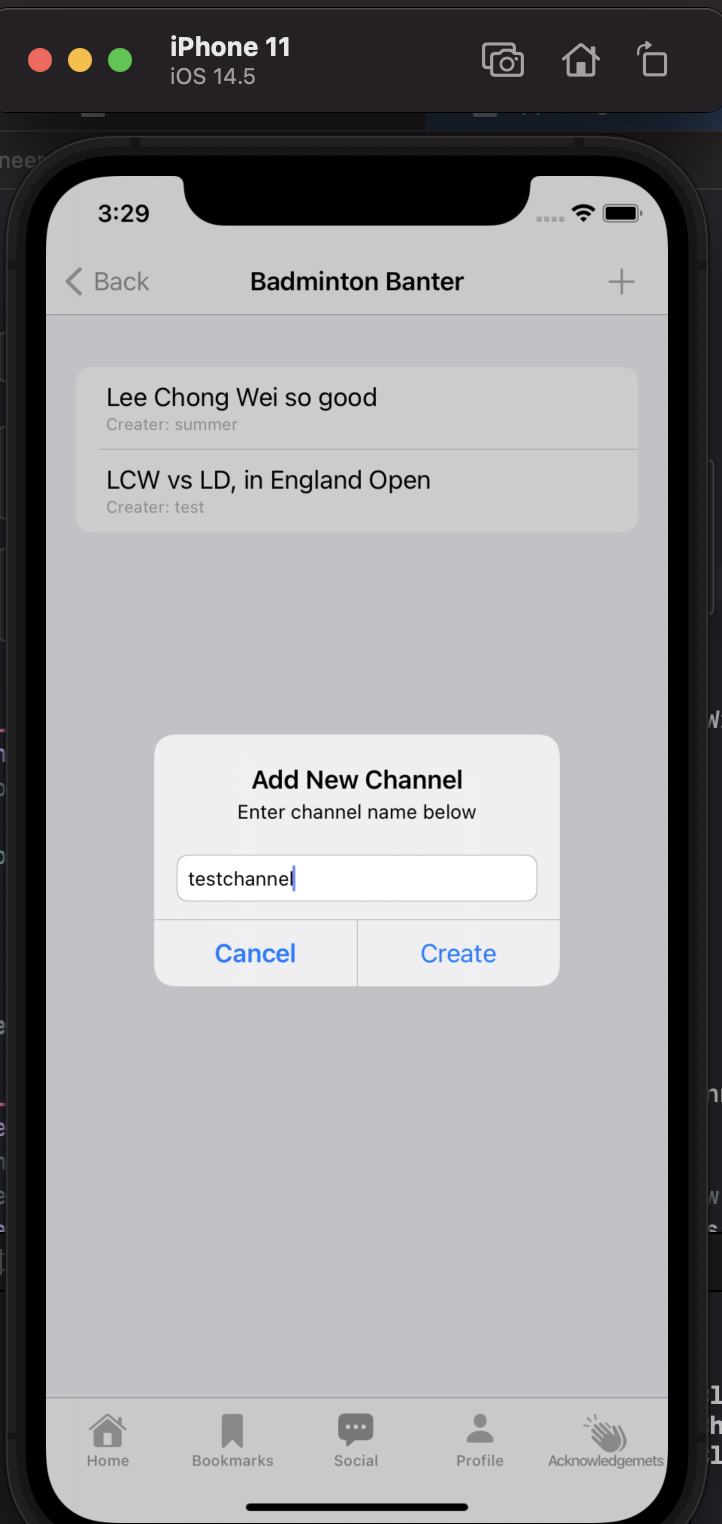 iPhone 11
iOS 14.5
3:29
Back
Badminton Banter
Lee Chong Wei so good
Creater: summer
LCW vs LD, in England Open
Creater: test
Add New Channel
Enter channel name below
testchannel
Cancel
Create
Home
Bookmarks
Social
Profile
Acknowledgemets